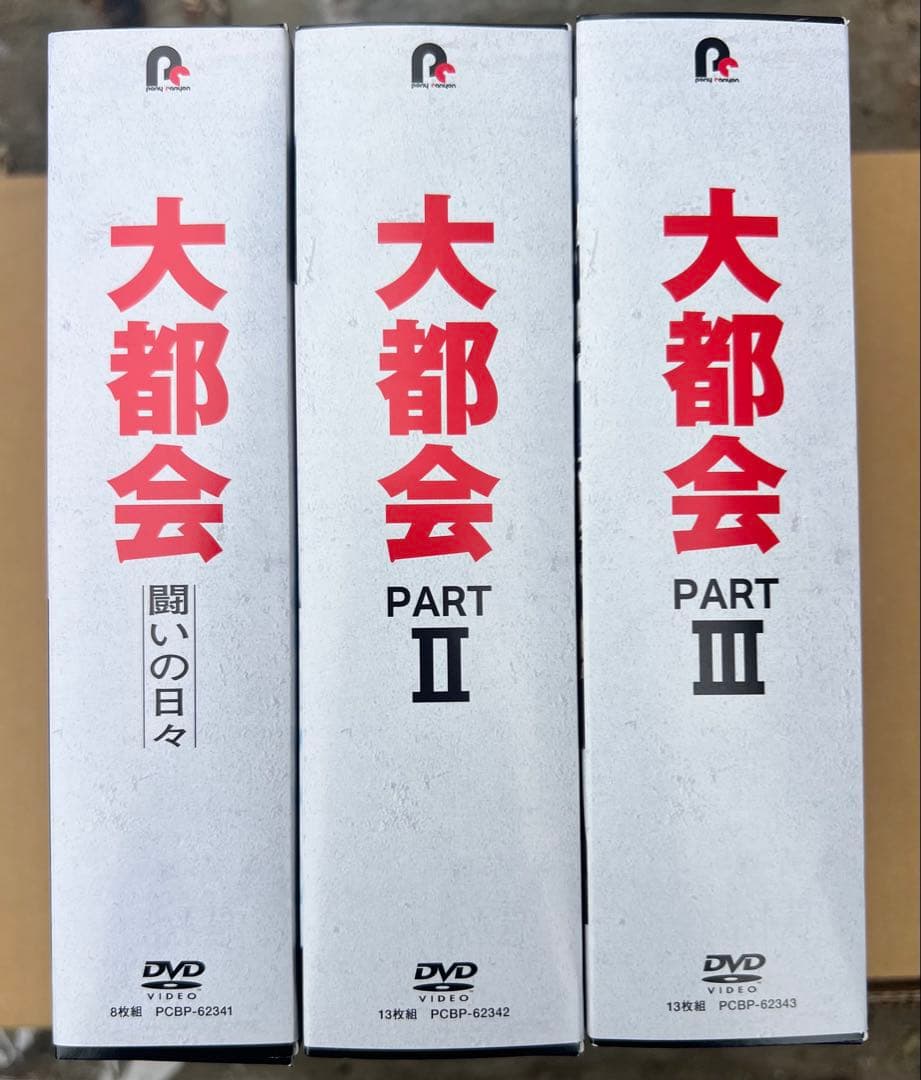 pony canyon
大都会
闘いの日々
DVD
VIDEO
8枚組 PCBP-62341
pony canyon
大都会
PART
II
DVD
VIDEO
13枚組 PCBP-62342
pony canyon
大都会
PART
III
DVD
VIDEO
13枚組 PCBP-62343